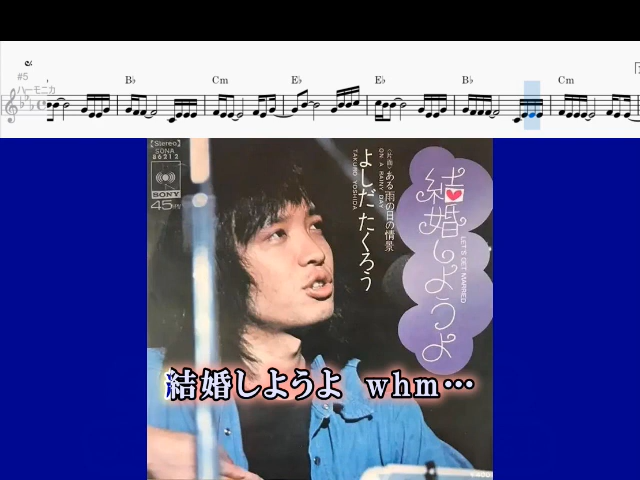 #5
ハーモニカ
B♭ Cm E♭ E♭ B♭ Cm
【Stereo】
SONA
86212
SONY
45rpm
結婚しようよ
LET'S GET MARRIED
〈片面〉ある雨の日の情景
ON A RAINY DAY
よしだたくろう
TAKURO YOSHIDA
結婚しようよ whm…